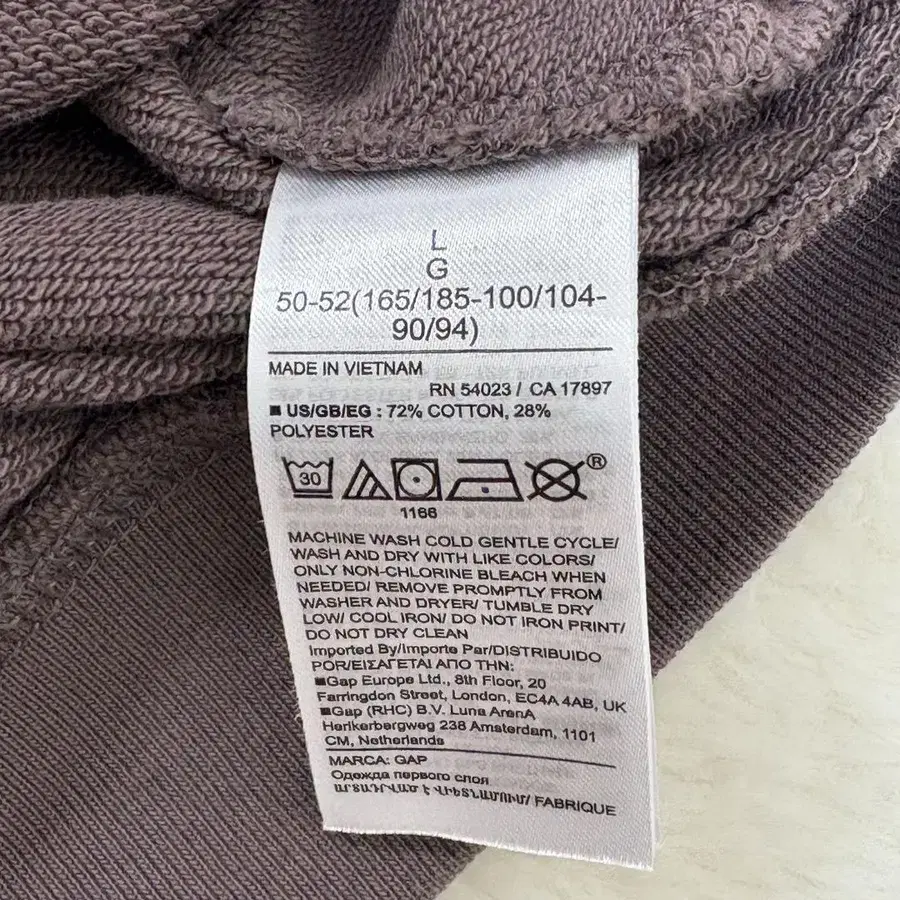 L
G
50-52(165/185-100/104-
90/94)
MADE IN VIETNAM
RN 54023 / CA 17897
■ US/GB/EG : 72% COTTON, 28%
POLYESTER
30
®
1166
MACHINE WASH COLD GENTLE CYCLE/
WASH AND DRY WITH LIKE COLORS/
ONLY NON-CHLORINE BLEACH WHEN
NEEDED/ REMOVE PROMPTLY FROM
WASHER AND DRYER/ TUMBLE DRY
LOW/ COOL IRON/ DO NOT IRON PRINT/
DO NOT DRY CLEAN
Imported By/Importe Par/DISTRIBUIDO
POR/ΕΙΣΑΓΕΤΑΙ ΑΠΟ ΤΗΝ:
■Gap Europe Ltd., 8th Floor, 20
Farringdon Street, London, EC4A 4AB, UK
■Gap (RHC) B.V. Luna ArenA
Herikerbergweg 238 Amsterdam, 1101
CM, Netherlands
MARCA: GAP
Одежда первого слоя
ԱՐՏԱԴՐՎԱԾ Է ՎԻԵՏՆԱՄՈՒՄ/ FABRIQUE